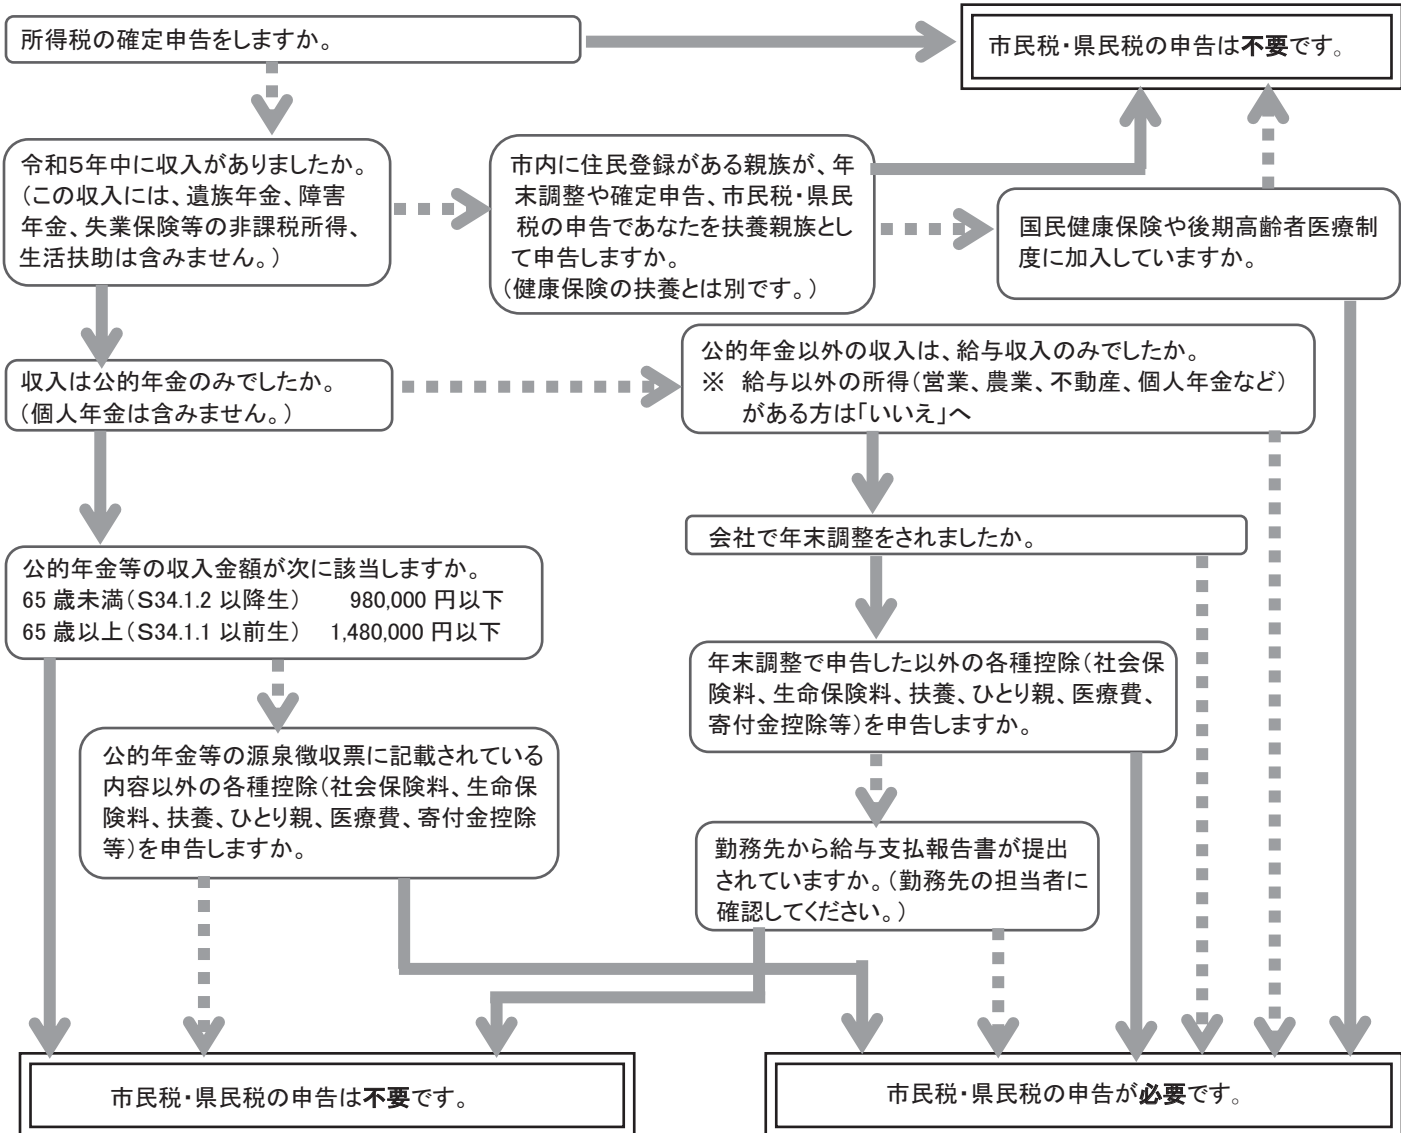 所得税の確定申告をしますか。
市民税・県民税の申告は不要です。
令和5年中に収入がありましたか。
(この収入には、遺族年金、障害
年金、失業保険等の非課税所得、
生活扶助は含みません。)
市内に住民登録がある親族が、年
末調整や確定申告、市民税・県民
税の申告であなたを扶養親族とし
て申告しますか。
(健康保険の扶養とは別です。)
国民健康保険や後期高齢者医療制
度に加入していますか。
収入は公的年金のみでしたか。
(個人年金は含みません。)
公的年金以外の収入は、給与収入のみでしたか。
※ 給与以外の所得(営業、農業、不動産、個人年金など)
がある方は「いいえ」へ
会社で年末調整をされましたか。
公的年金等の収入金額が次に該当しますか。
65 歳未満(S34.1.2 以降生) 980,000 円以下
65 歳以上(S34.1.1 以前生) 1,480,000 円以下
年末調整で申告した以外の各種控除(社会保
険料、生命保険料、扶養、ひとり親、医療費、
寄付金控除等)を申告しますか。
公的年金等の源泉徴収票に記載されている
内容以外の各種控除(社会保険料、生命保
険料、扶養、ひとり親、医療費、寄付金控除
等)を申告しますか。
勤務先から給与支払報告書が提出
されていますか。(勤務先の担当者に
確認してください。)
市民税・県民税の申告は不要です。
市民税・県民税の申告が必要です。